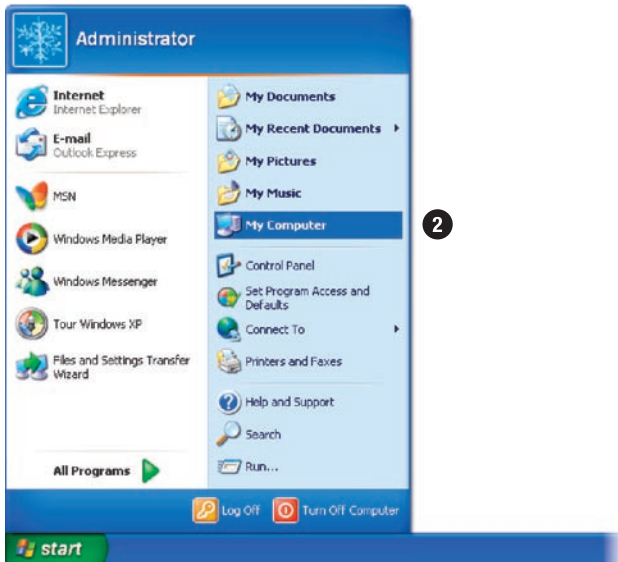 Administrator
Internet
Internet Explorer
E-mail
Outlook Express
MSN
Windows Media Player
Windows Messenger
Tour Windows XP
Files and Settings Transfer
Wizard
All Programs
My Documents
My Recent Documents
My Pictures
My Music
My Computer
2
Control Panel
Set Program Access and
Defaults
Connect To
Printers and Faxes
Help and Support
Search
Run...
Log Off
Turn Off Computer
start